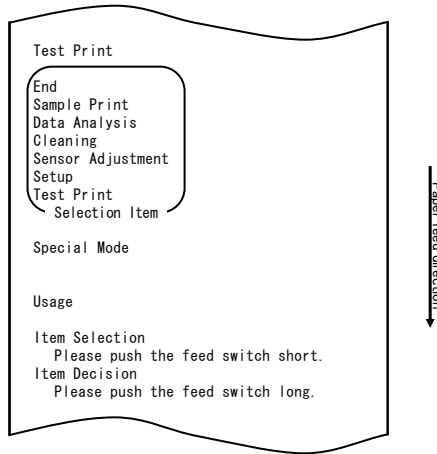 Test Print
End
Sample Print
Data Analysis
Cleaning
Sensor Adjustment
Setup
Test Print
Selection Item
Special Mode
Usage
Item Selection
Please push the feed switch short.
Item Decision
Please push the feed switch long.
Paper feed direction